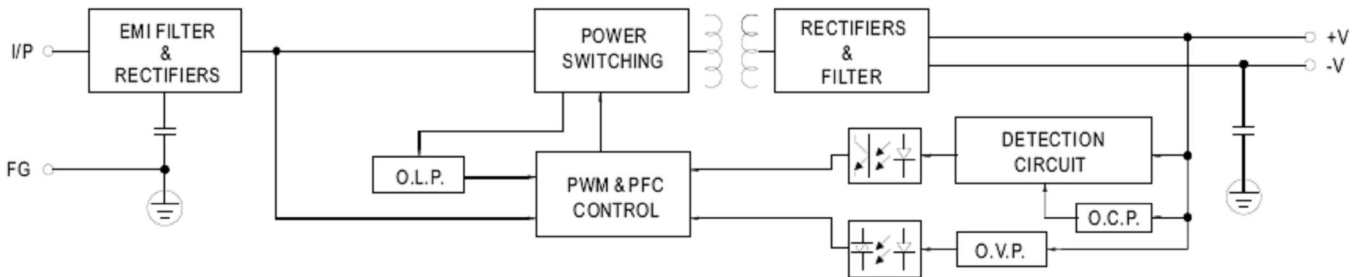 I/P
EMI FILTER
&
RECTIFIERS
POWER
SWITCHING
RECTIFIERS
&
FILTER
+V
-V
FG
O.L.P.
PWM & PFC
CONTROL
DETECTION
CIRCUIT
O.C.P.
O.V.P.